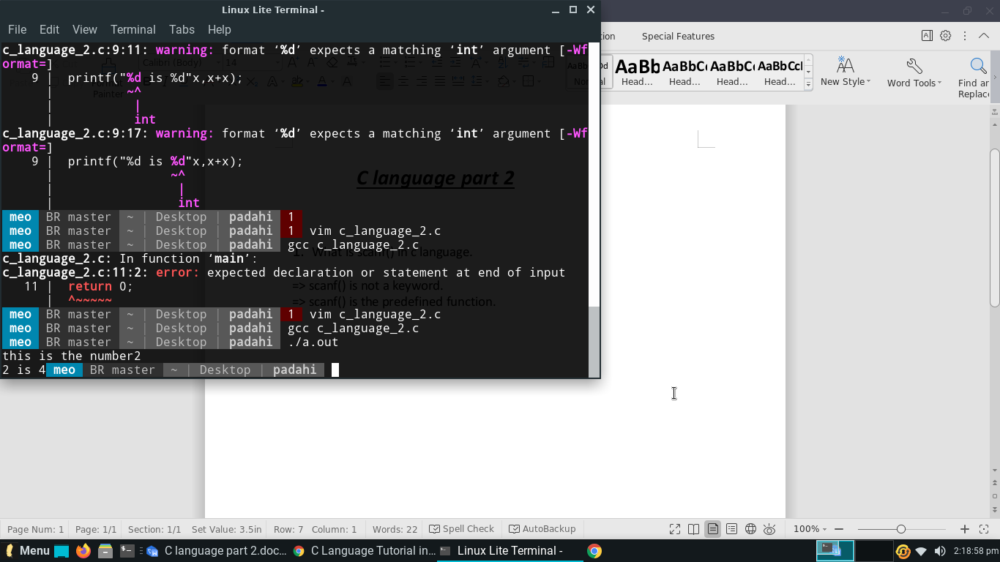 Linux Lite Terminal -
File Edit View Terminal Tabs Help
c_language_2.c:9:11: warning: format ‘%d’ expects a matching ‘int’ argument [-Wf
ormat=]
9 | printf("%d is %d"x,x+x);
| ~^
| |
| int
c_language_2.c:9:17: warning: format ‘%d’ expects a matching ‘int’ argument [-Wf
ormat=]
9 | printf("%d is %d"x,x+x);
| ~^
| |
| int
meo BR master ~ | Desktop | padahi 1
meo BR master ~ | Desktop | padahi 1 vim c_language_2.c
meo BR master ~ | Desktop | padahi gcc c_language_2.c
c_language_2.c: In function ‘main’:
c_language_2.c:11:2: error: expected declaration or statement at end of input
11 | return 0;
| ^~~~~~
meo BR master ~ | Desktop | padahi 1 vim c_language_2.c
meo BR master ~ | Desktop | padahi gcc c_language_2.c
meo BR master ~ | Desktop | padahi ./a.out
this is the number2
2 is 4 meo BR master ~ | Desktop | padahi
Special Features
Calibri (Body) 14
Painter
AaBb AaBbC AaBbC AaBbCcl
Head... Head... Head... Head... New Style Word Tools Find an
Replace
C language part 2
1. What is scanf() in c language.
=> scanf() is not a keyword.
=> scanf() is the predefined function.
Page Num: 1 Page: 1/1 Section: 1/1 Set Value: 3.5in Row: 7 Column: 1 Words: 22 Spell Check AutoBackup 100%
Menu C language part 2.doc... C Language Tutorial in... Linux Lite Terminal - 2:18:58 pm